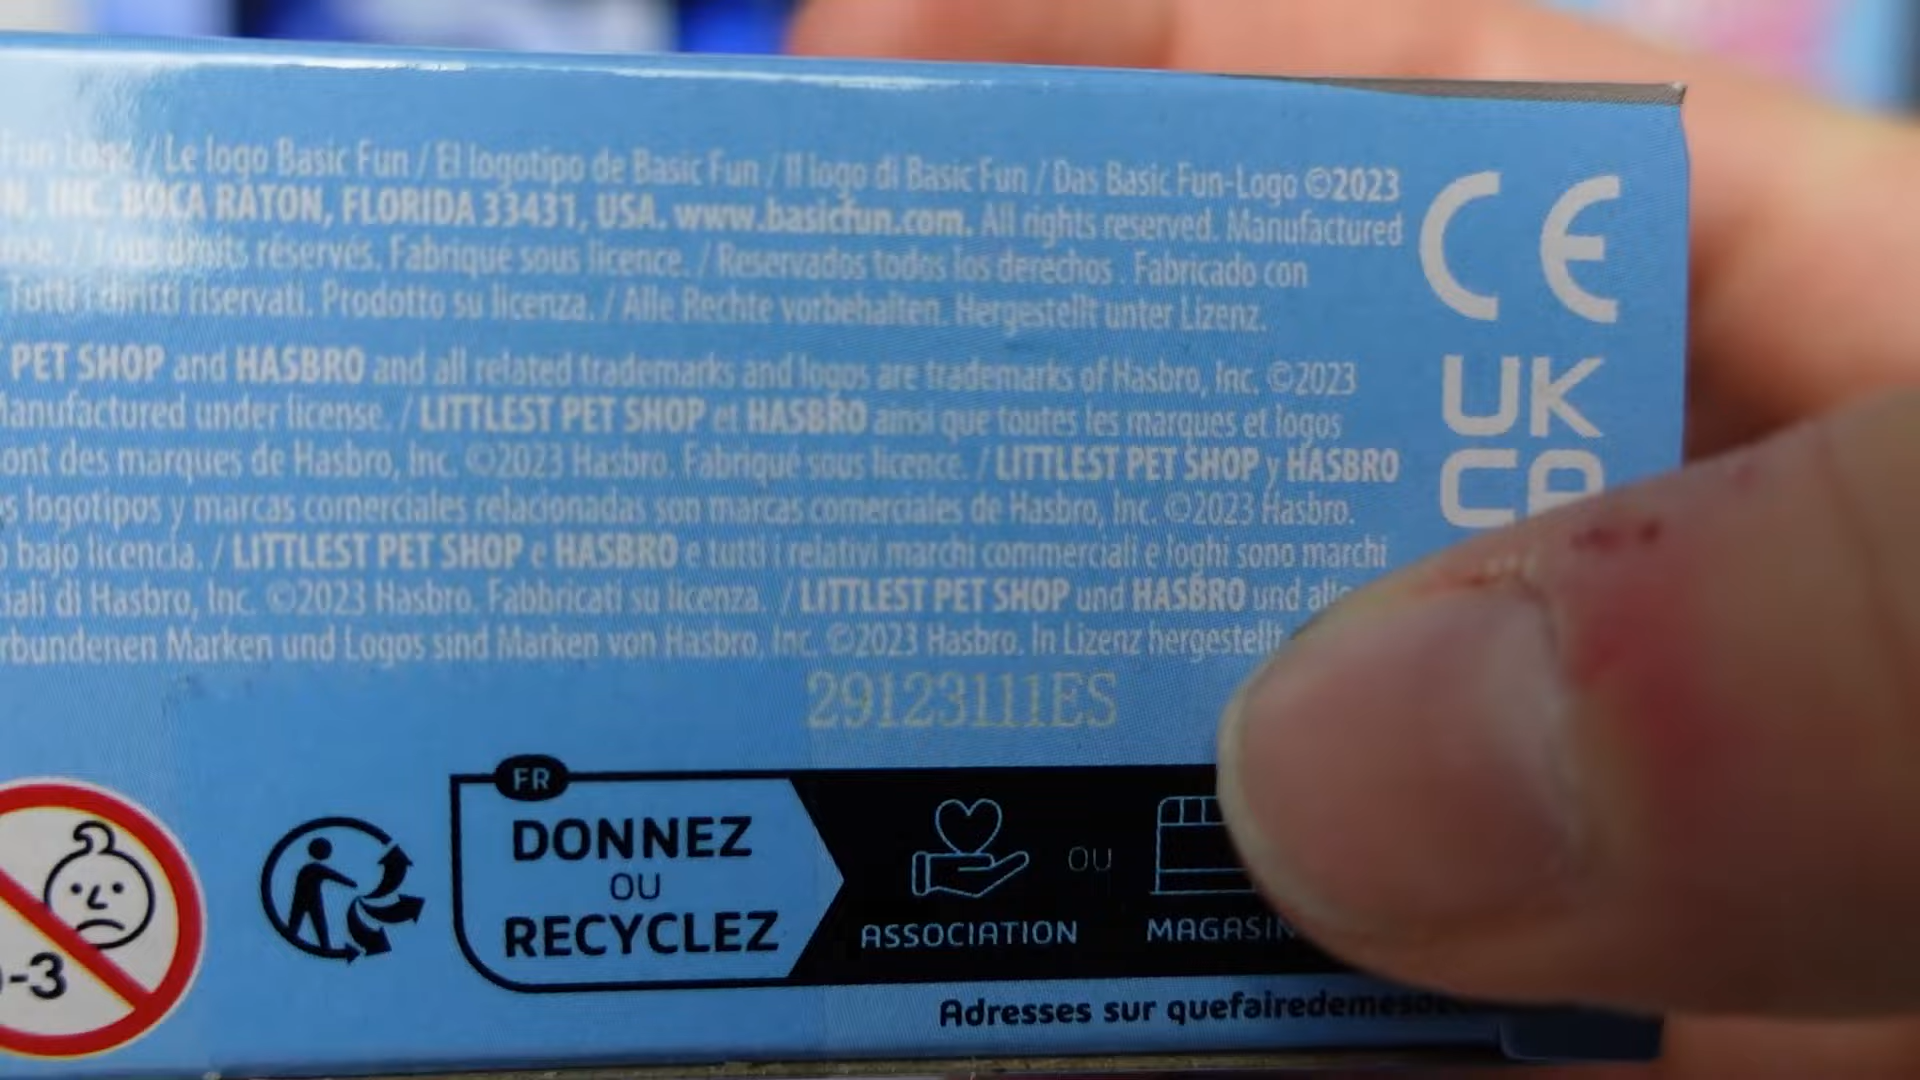 Fun Logo / Le logo Basic Fun / El logotipo de Basic Fun / Il logo di Basic Fun / Das Basic Fun-Logo ©2023
N, INC. BOCA RATON, FLORIDA 33431, USA. www.basicfun.com. All rights reserved. Manufactured
/ Tous droits réservés. Fabriqué sous licence. / Reservados todos los derechos . Fabricado con
Tutti i diritti riservati. Prodotto su licenza. / Alle Rechte vorbehalten. Hergestellt unter Lizenz.
PET SHOP and HASBRO and all related trademarks and logos are trademarks of Hasbro, Inc. ©2023
Manufactured under license. / LITTLEST PET SHOP et HASBRO ainsi que toutes les marques et logos
ont des marques de Hasbro, Inc. ©2023 Hasbro. Fabriqué sous licence. / LITTLEST PET SHOP y HASBRO
s logotipos y marcas comerciales relacionadas son marcas comerciales de Hasbro, Inc. ©2023 Hasbro.
o bajo licencia. / LITTLEST PET SHOP e HASBRO e tutti i relativi marchi commerciali e loghi sono marchi
iali di Hasbro, Inc. ©2023 Hasbro. Fabbricati su licenza. / LITTLEST PET SHOP und HASBRO und alle
rbundenen Marken und Logos sind Marken von Hasbro, Inc. ©2023 Hasbro. In Lizenz hergestellt
CE
UK
CA
29123111ES
FR
DONNEZ
OU
RECYCLEZ
OU
ASSOCIATION
MAGASIN
-3
Adresses sur quefairedemes